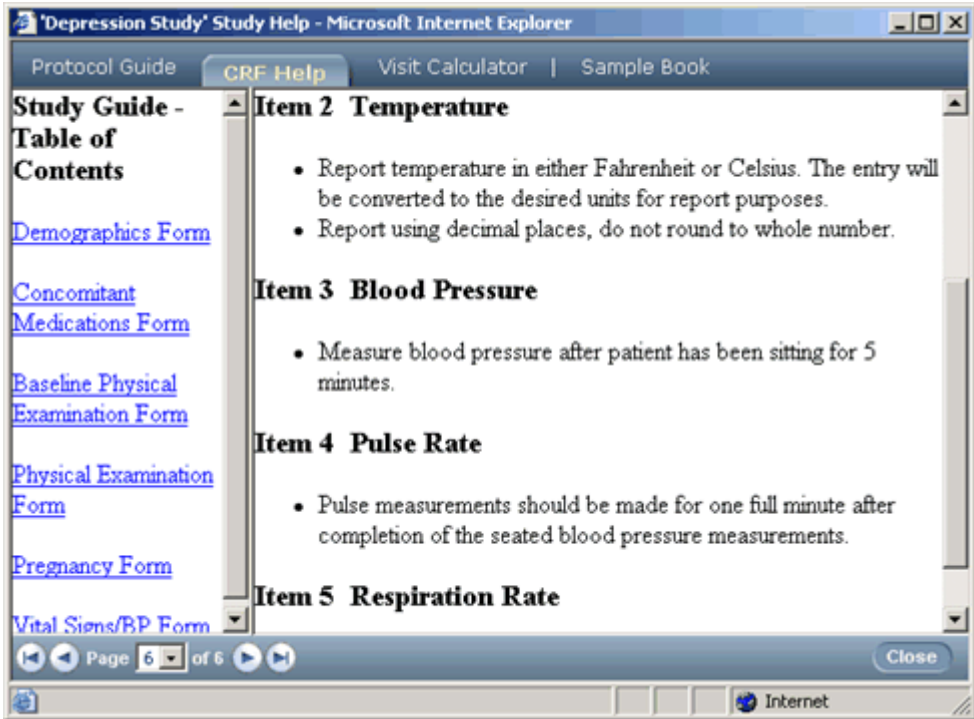 'Depression Study' Study Help - Microsoft Internet Explorer
Protocol Guide
CRF Help
Visit Calculator | Sample Book
Study Guide -
Table of
Contents
Demographics Form
Concomitant
Medications Form
Baseline Physical
Examination Form
Physical Examination
Form
Pregnancy Form
Vital Signs/BP Form
Item 2 Temperature
• Report temperature in either Fahrenheit or Celsius. The entry will
be converted to the desired units for report purposes.
• Report using decimal places, do not round to whole number.
Item 3 Blood Pressure
• Measure blood pressure after patient has been sitting for 5
minutes.
Item 4 Pulse Rate
• Pulse measurements should be made for one full minute after
completion of the seated blood pressure measurements.
Item 5 Respiration Rate
Page 6 of 6
Close
Internet